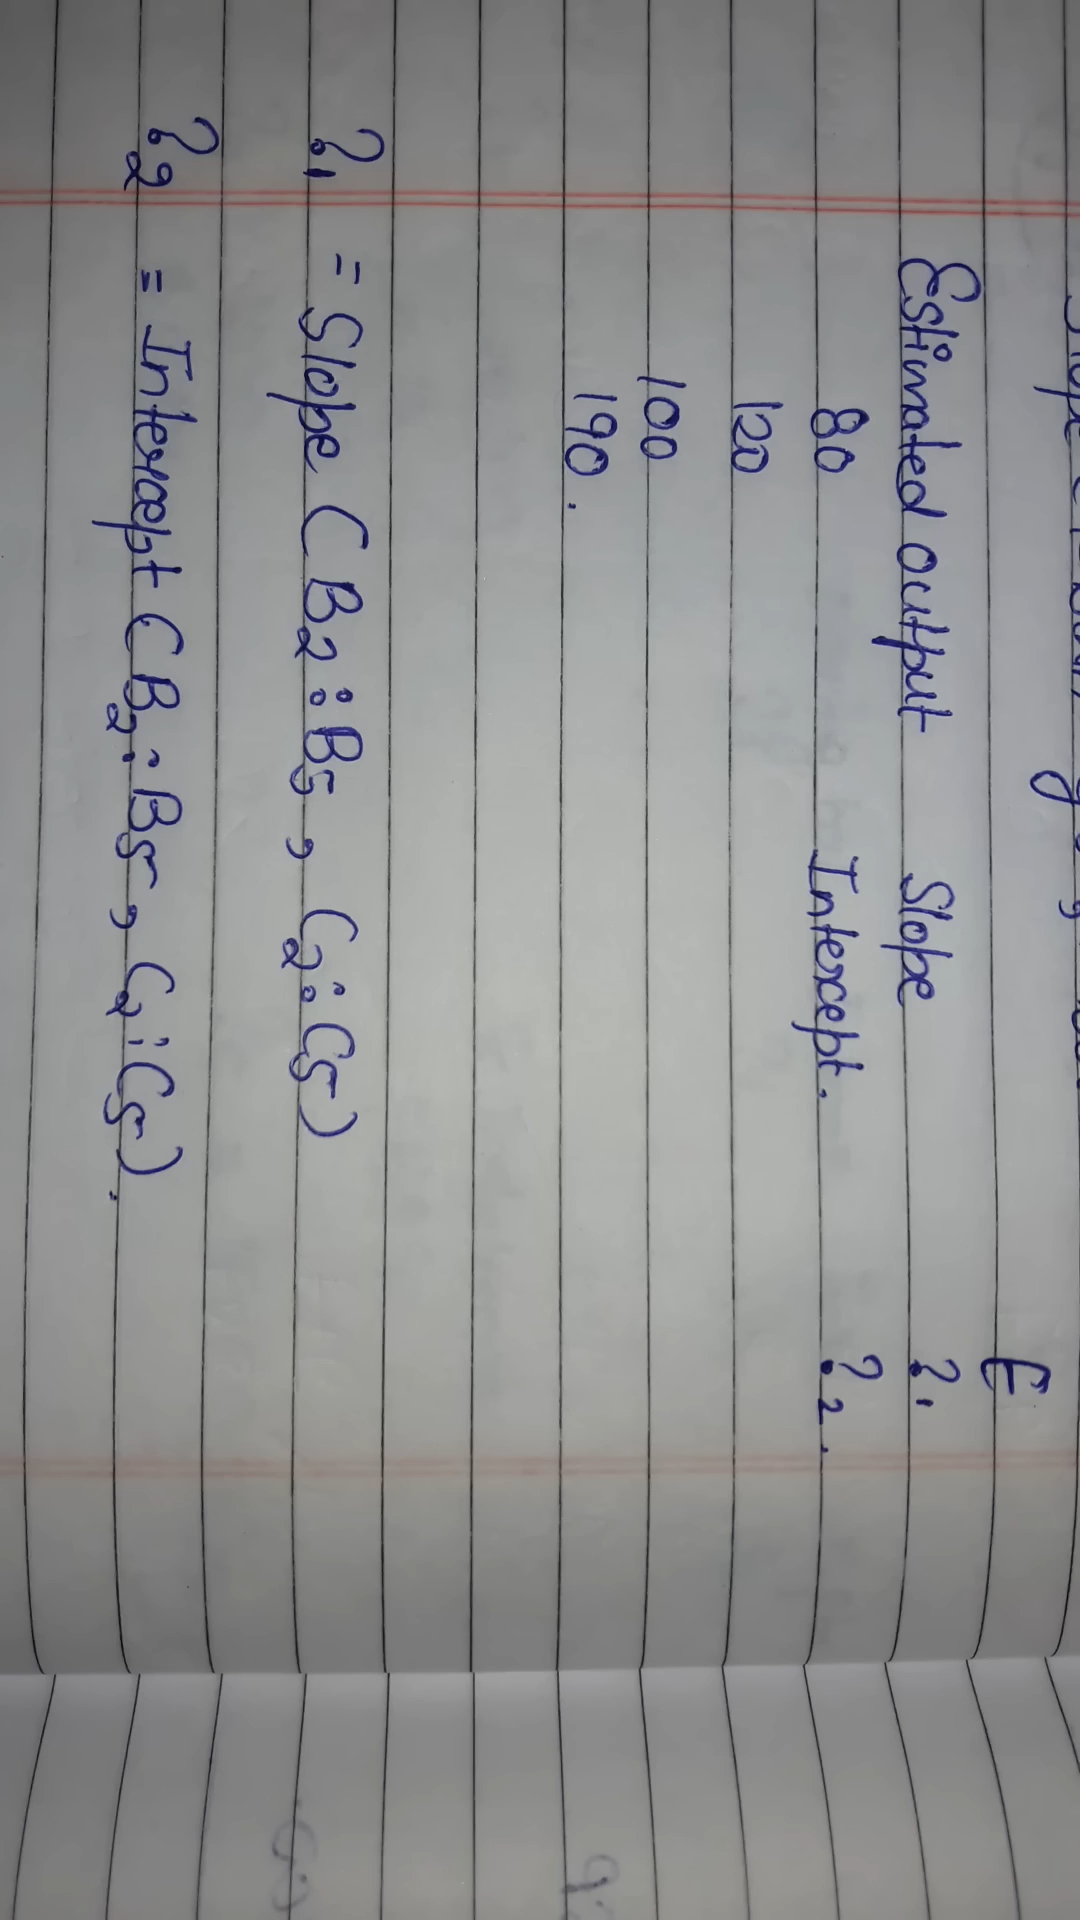 E
Estimated output Slope ?1
80 Intercept. ?2.
120
100
190.
?1 = Slope ( B2 : B5 , C2 : C5 )
?2 = Intercept ( B2 : B5 , C2 : C5 ).